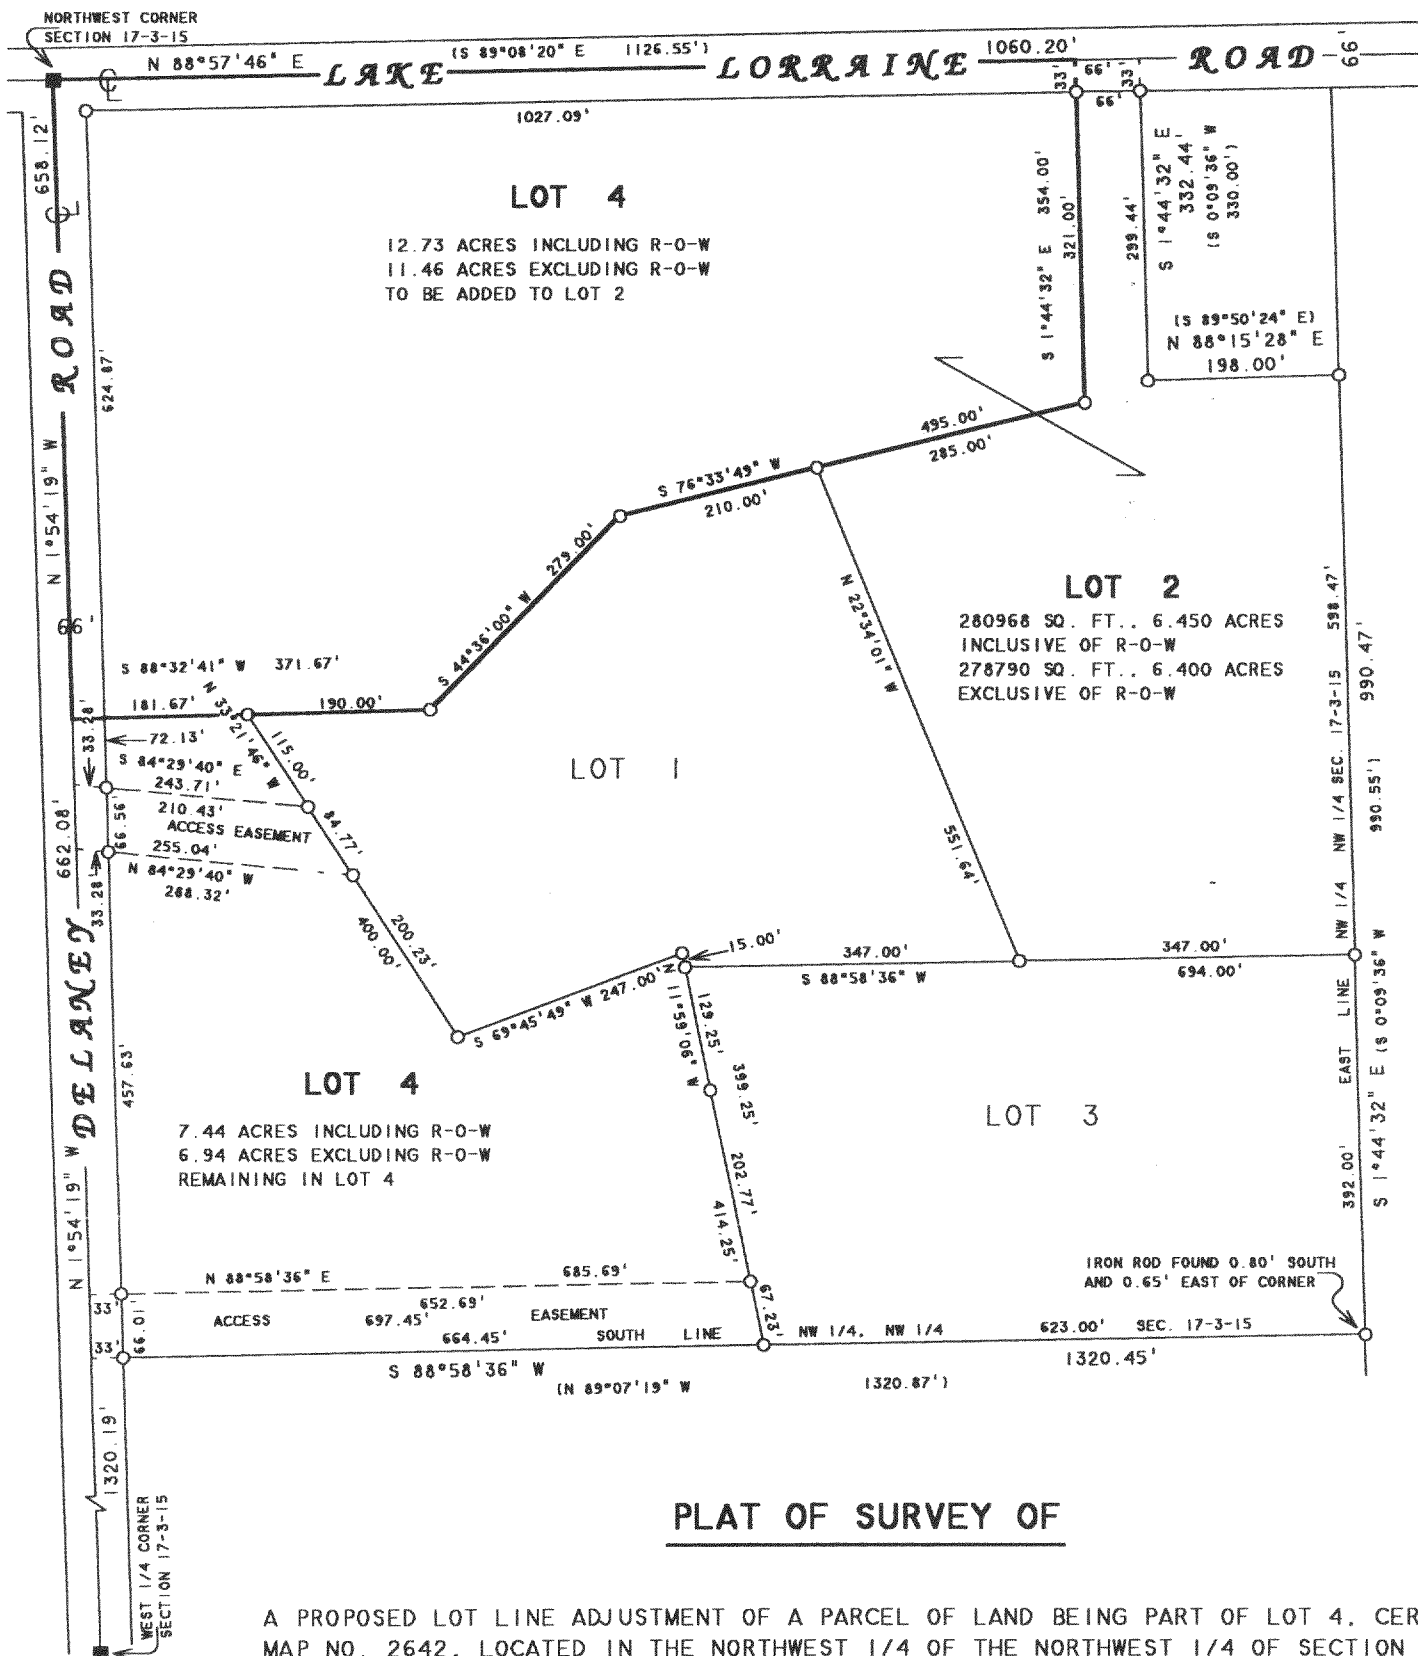 NORTHWEST CORNER
SECTION 17-3-15
N 88°57'46" E
(S 89°08'20" E 1126.55')
1060.20'
LAKE LORRAINE ROAD
66'
33'
66'
33'
66'
1027.09'
658.12'
LOT 4
12.73 ACRES INCLUDING R-O-W
11.46 ACRES EXCLUDING R-O-W
TO BE ADDED TO LOT 2
S 1°44'32" E 354.00'
321.00'
299.44'
S 1°44'32" E
332.44'
(S 0°09'36" W
330.00')
(S 89°50'24" E)
N 88°15'28" E
198.00'
ROAD
624.87'
N 1°54'19" W
66'
495.00'
285.00'
S 76°33'49" W
210.00'
279.00'
S 44°36'00" W
N 22°34'01" W
551.64'
LOT 2
280968 SQ. FT., 6.450 ACRES
INCLUSIVE OF R-O-W
278790 SQ. FT., 6.400 ACRES
EXCLUSIVE OF R-O-W
598.47'
NW 1/4 NW 1/4 SEC. 17-3-15
990.47'
990.55')
S 88°32'41" W 371.67'
181.67'
190.00'
N 33°21'46" W
115.00'
33.28'
72.13'
S 84°29'40" E
243.71'
210.43'
ACCESS EASEMENT
66.56'
255.04'
N 84°29'40" W
288.32'
33.28'
84.77'
200.23'
400.00'
LOT 1
662.08'
DELANEY
15.00'
347.00'
S 88°58'36" W
347.00'
694.00'
S 69°45'49" W 247.00'
N 11°59'06" W
129.25'
399.25'
202.77'
414.25'
67.23'
457.63'
LOT 4
7.44 ACRES INCLUDING R-O-W
6.94 ACRES EXCLUDING R-O-W
REMAINING IN LOT 4
LOT 3
EAST LINE
392.00'
S 1°44'32" E (S 0°09'36" W
N 1°54'19" W
IRON ROD FOUND 0.80' SOUTH
AND 0.65' EAST OF CORNER
N 88°58'36" E 685.69'
33'
652.69'
ACCESS EASEMENT
697.45'
66.01'
33'
664.45'
SOUTH LINE NW 1/4, NW 1/4 623.00' SEC. 17-3-15
S 88°58'36" W
1320.45'
(N 89°07'19" W 1320.87')
1320.19'
WEST 1/4 CORNER
SECTION 17-3-15
PLAT OF SURVEY OF
A PROPOSED LOT LINE ADJUSTMENT OF A PARCEL OF LAND BEING PART OF LOT 4, CER
MAP NO. 2642, LOCATED IN THE NORTHWEST 1/4 OF THE NORTHWEST 1/4 OF SECTION